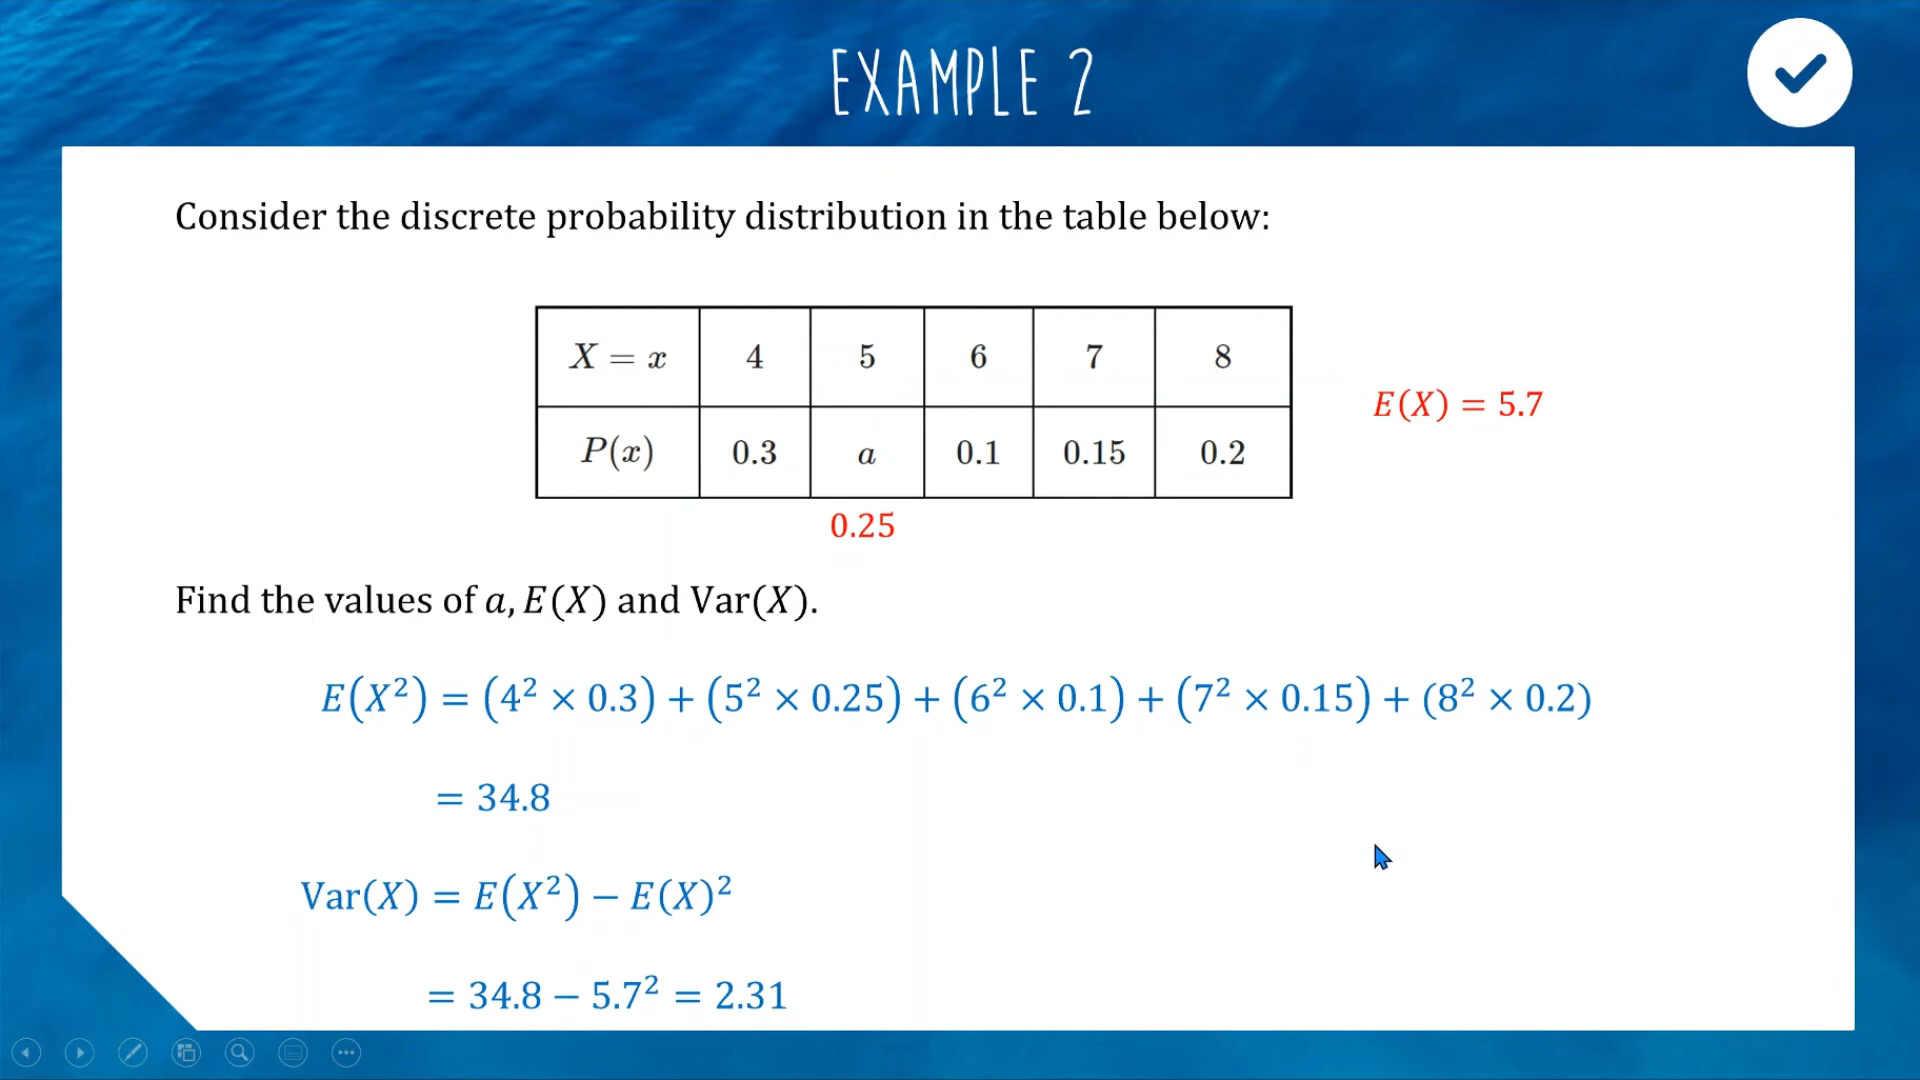 EXAMPLE 2
Consider the discrete probability distribution in the table below:
X = x 4 5 6 7 8
P(x) 0.3 a 0.1 0.15 0.2
E(X) = 5.7
0.25
Find the values of a, E(X) and Var(X).
E(X²) = (4² × 0.3) + (5² × 0.25) + (6² × 0.1) + (7² × 0.15) + (8² × 0.2)
= 34.8
Var(X) = E(X²) − E(X)²
= 34.8 − 5.7² = 2.31